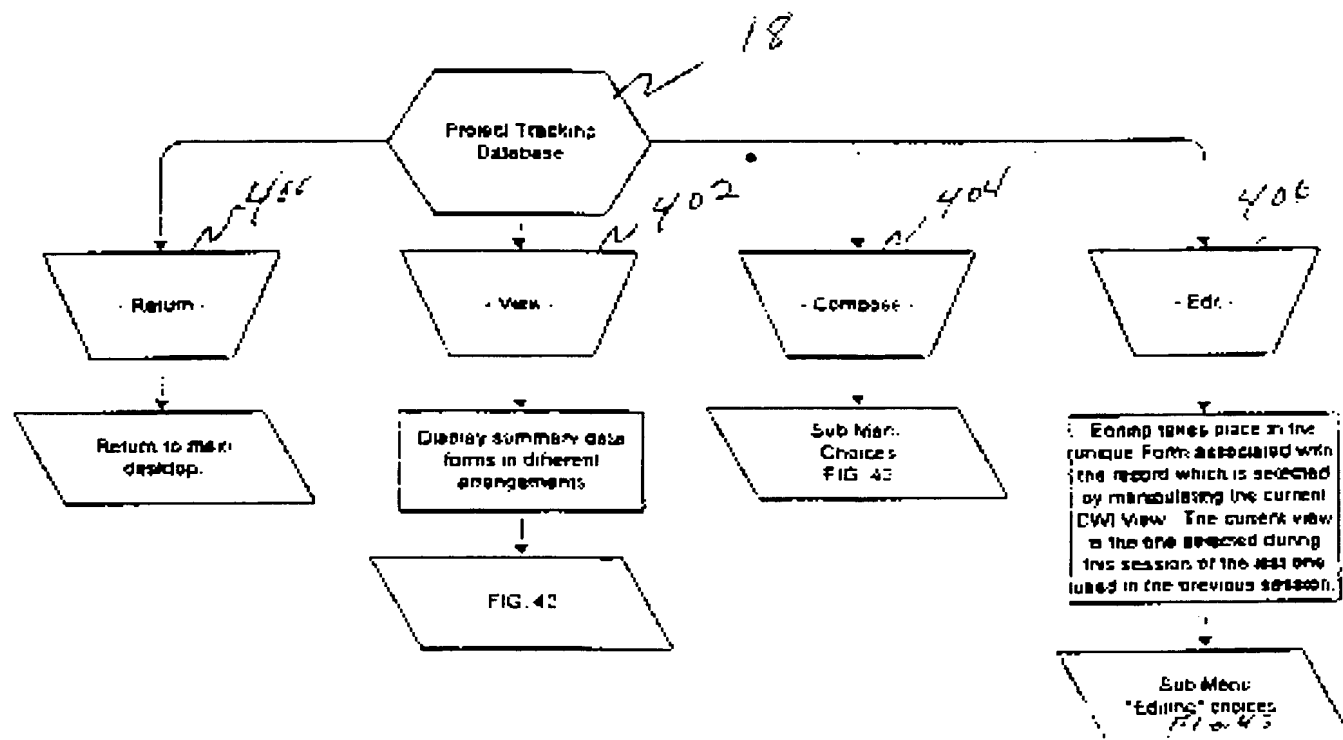 18
Project Tracking
Database
402
404
- Return -
- View -
- Compose -
- Edit -
Return to main
desktop.
Display summary data
forms in different
arrangements
Sub Menu
Choices
FIG. 43
Editing takes place in the
unique Form associated with
the record which is selected
by manipulating the current
DWI View. The current view
is the one selected during
this session or the last one
used in the previous session.
FIG. 42
Sub Menu
"Editing" choices